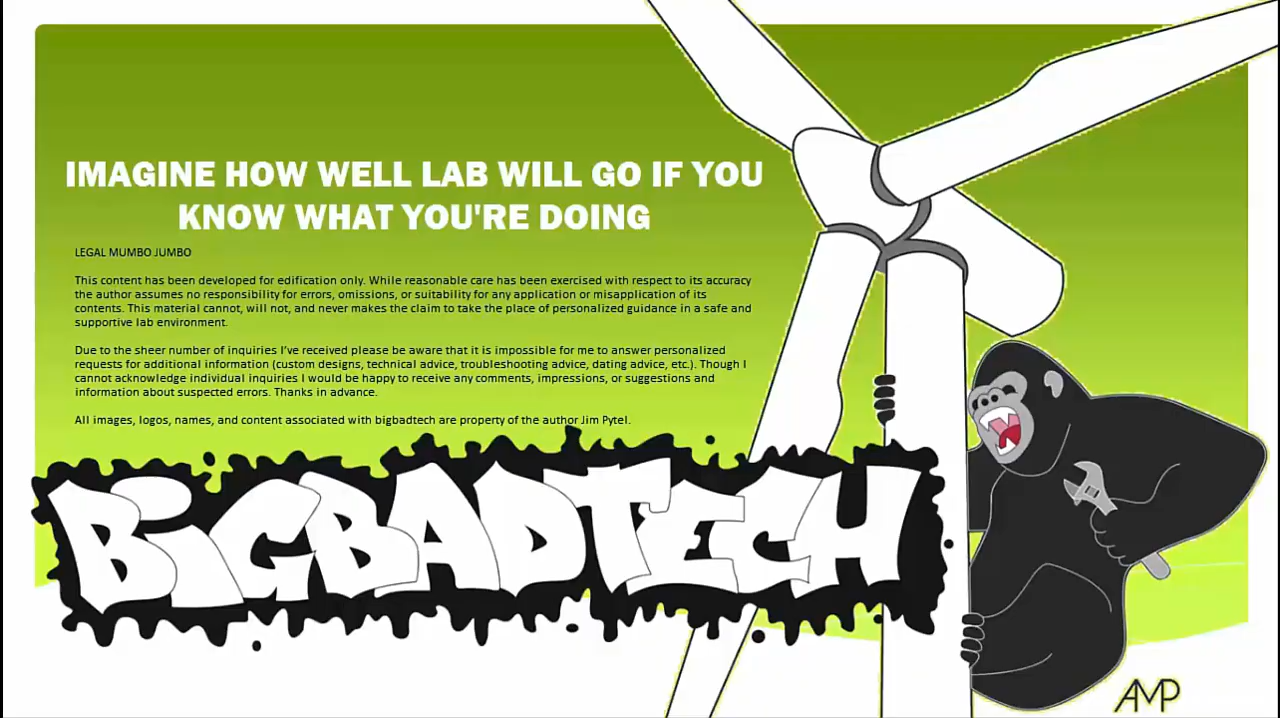 IMAGINE HOW WELL LAB WILL GO IF YOU
KNOW WHAT YOU'RE DOING
LEGAL MUMBO JUMBO
This content has been developed for edification only. While reasonable care has been exercised with respect to its accuracy
the author assumes no responsibility for errors, omissions, or suitability for any application or misapplication of its
contents. This material cannot, will not, and never makes the claim to take the place of personalized guidance in a safe and
supportive lab environment.
Due to the sheer number of inquiries I've received please be aware that it is impossible for me to answer personalized
requests for additional information (custom designs, technical advice, troubleshooting advice, dating advice, etc.). Though I
cannot acknowledge individual inquiries I would be happy to receive any comments, impressions, or suggestions and
information about suspected errors. Thanks in advance.
All images, logos, names, and content associated with bigbadtech are property of the author Jim Pytel.
BiGBADTECH
AMP